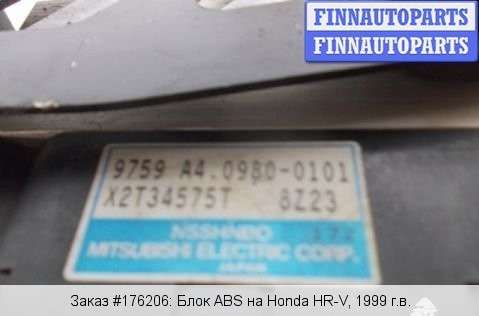 FINNAUTOPARTS
FINNAUTOPARTS
9759 A4.0980-0101
X2T34575T 8Z23
NSSHNBO
MITSUBISHI ELECTRIC CORP.
JAPAN
Заказ #176206: Блок ABS на Honda HR-V, 1999 г.в.